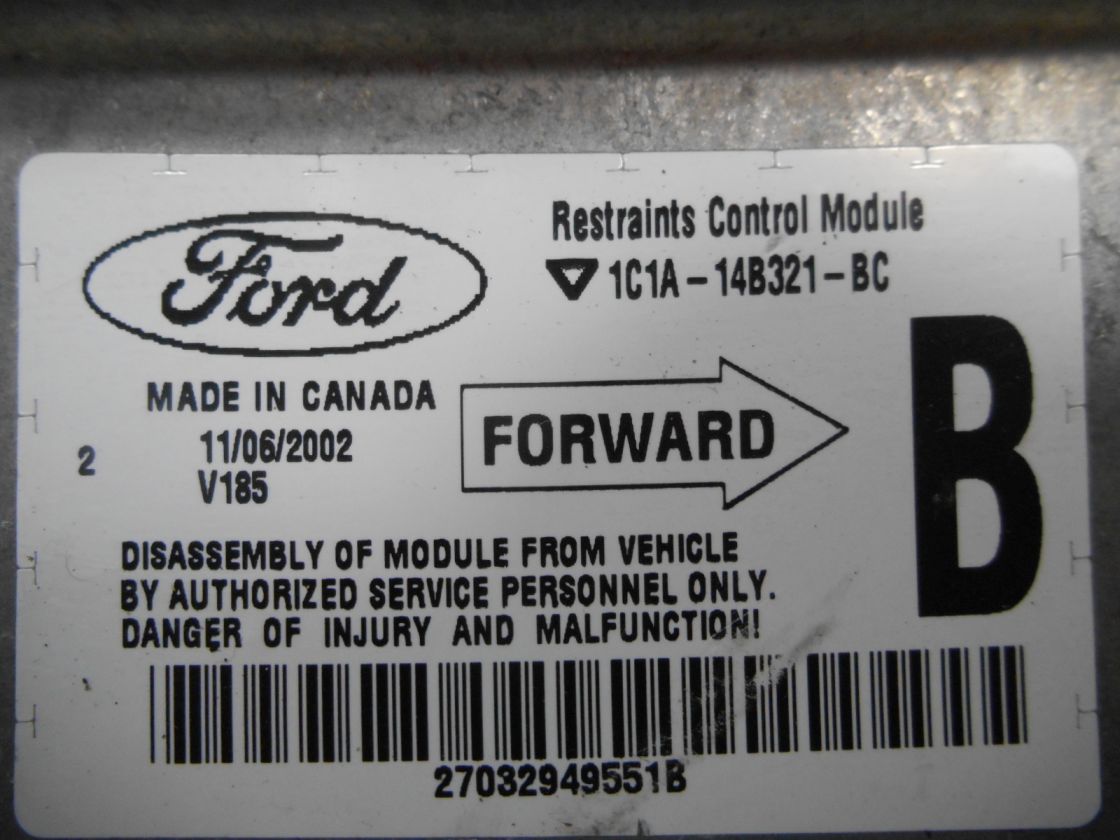 Ford
Restraints Control Module
1C1A-14B321-BC
MADE IN CANADA
11/06/2002
2
V185
FORWARD
B
DISASSEMBLY OF MODULE FROM VEHICLE
BY AUTHORIZED SERVICE PERSONNEL ONLY.
DANGER OF INJURY AND MALFUNCTION!
27032949551B